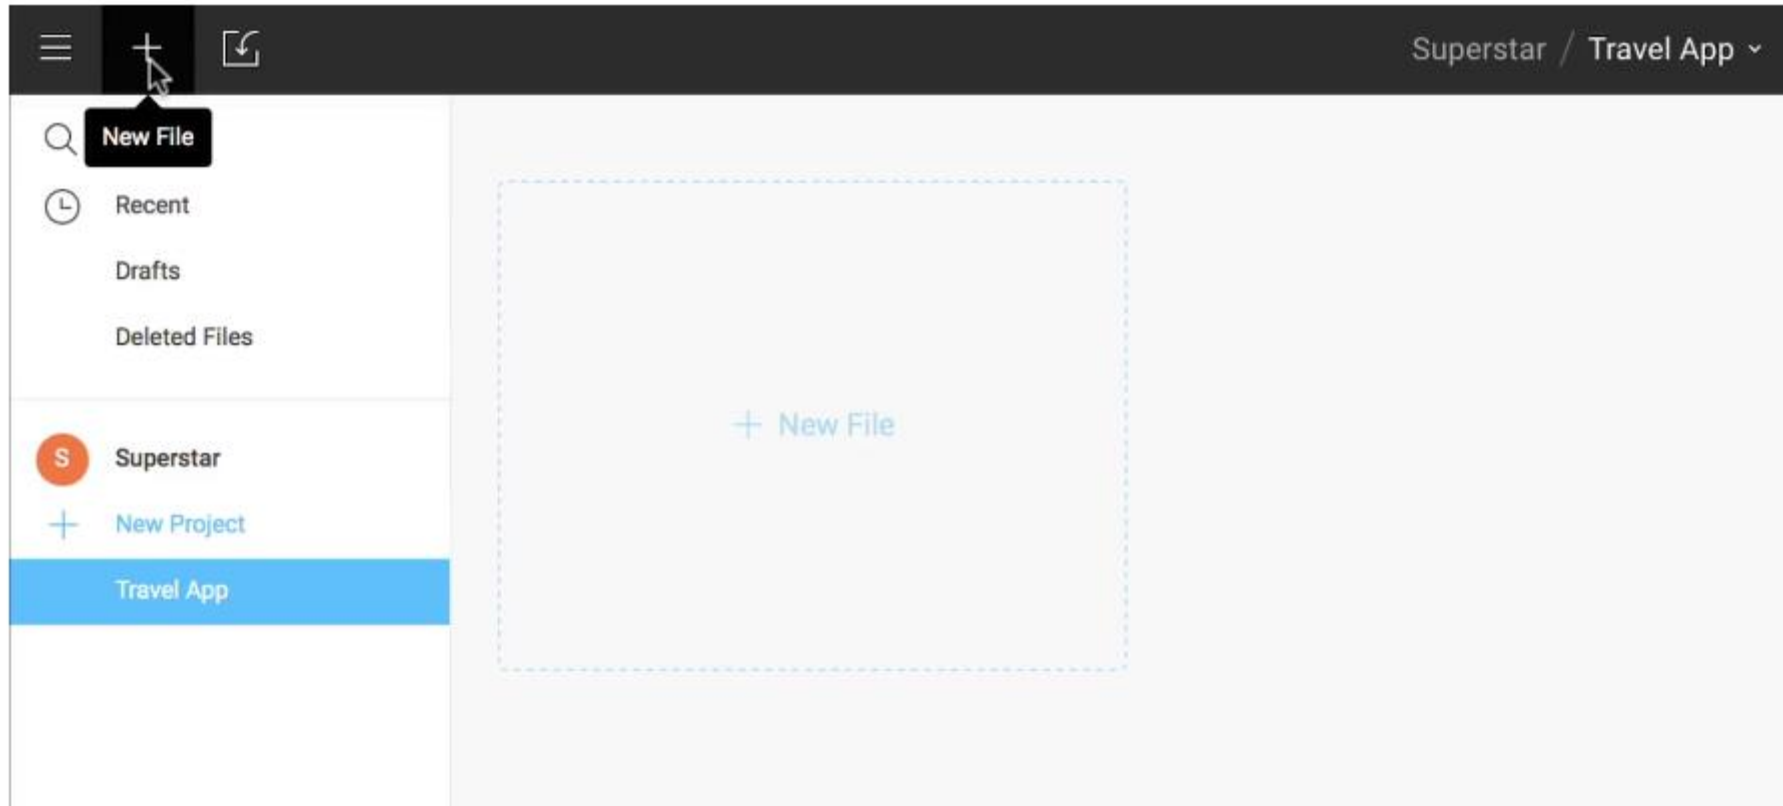 Superstar / Travel App
New File
Recent
Drafts
Deleted Files
S Superstar
+ New Project
Travel App
+ New File